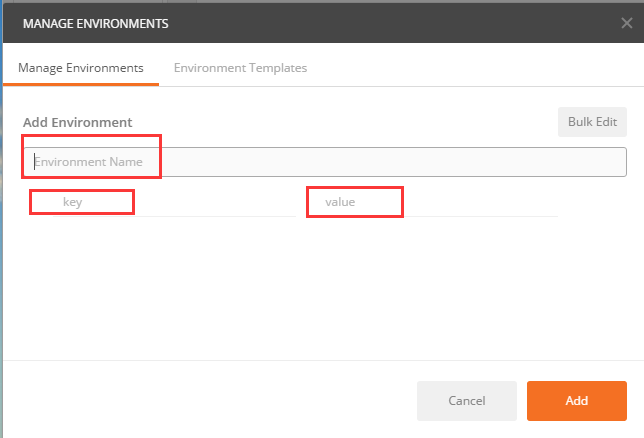 MANAGE ENVIRONMENTS
Manage Environments Environment Templates
Add Environment Bulk Edit
Environment Name
key value
Cancel Add